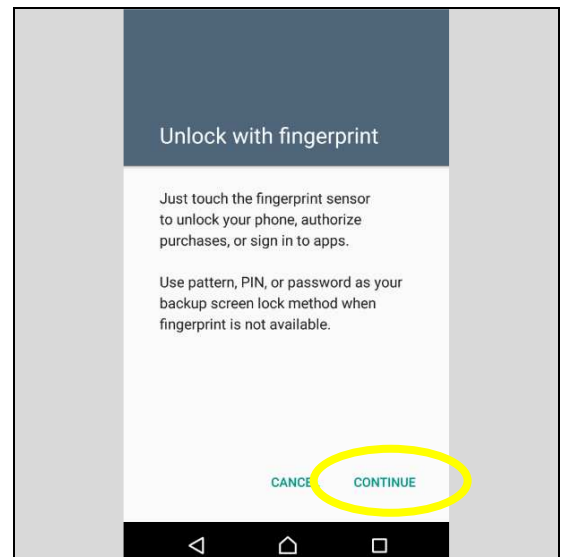 Unlock with fingerprint
Just touch the fingerprint sensor
to unlock your phone, authorize
purchases, or sign in to apps.
Use pattern, PIN, or password as your
backup screen lock method when
fingerprint is not available.
CANCE CONTINUE